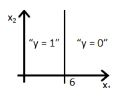 x₂
"y = 1" "y = 0"
6
x₁